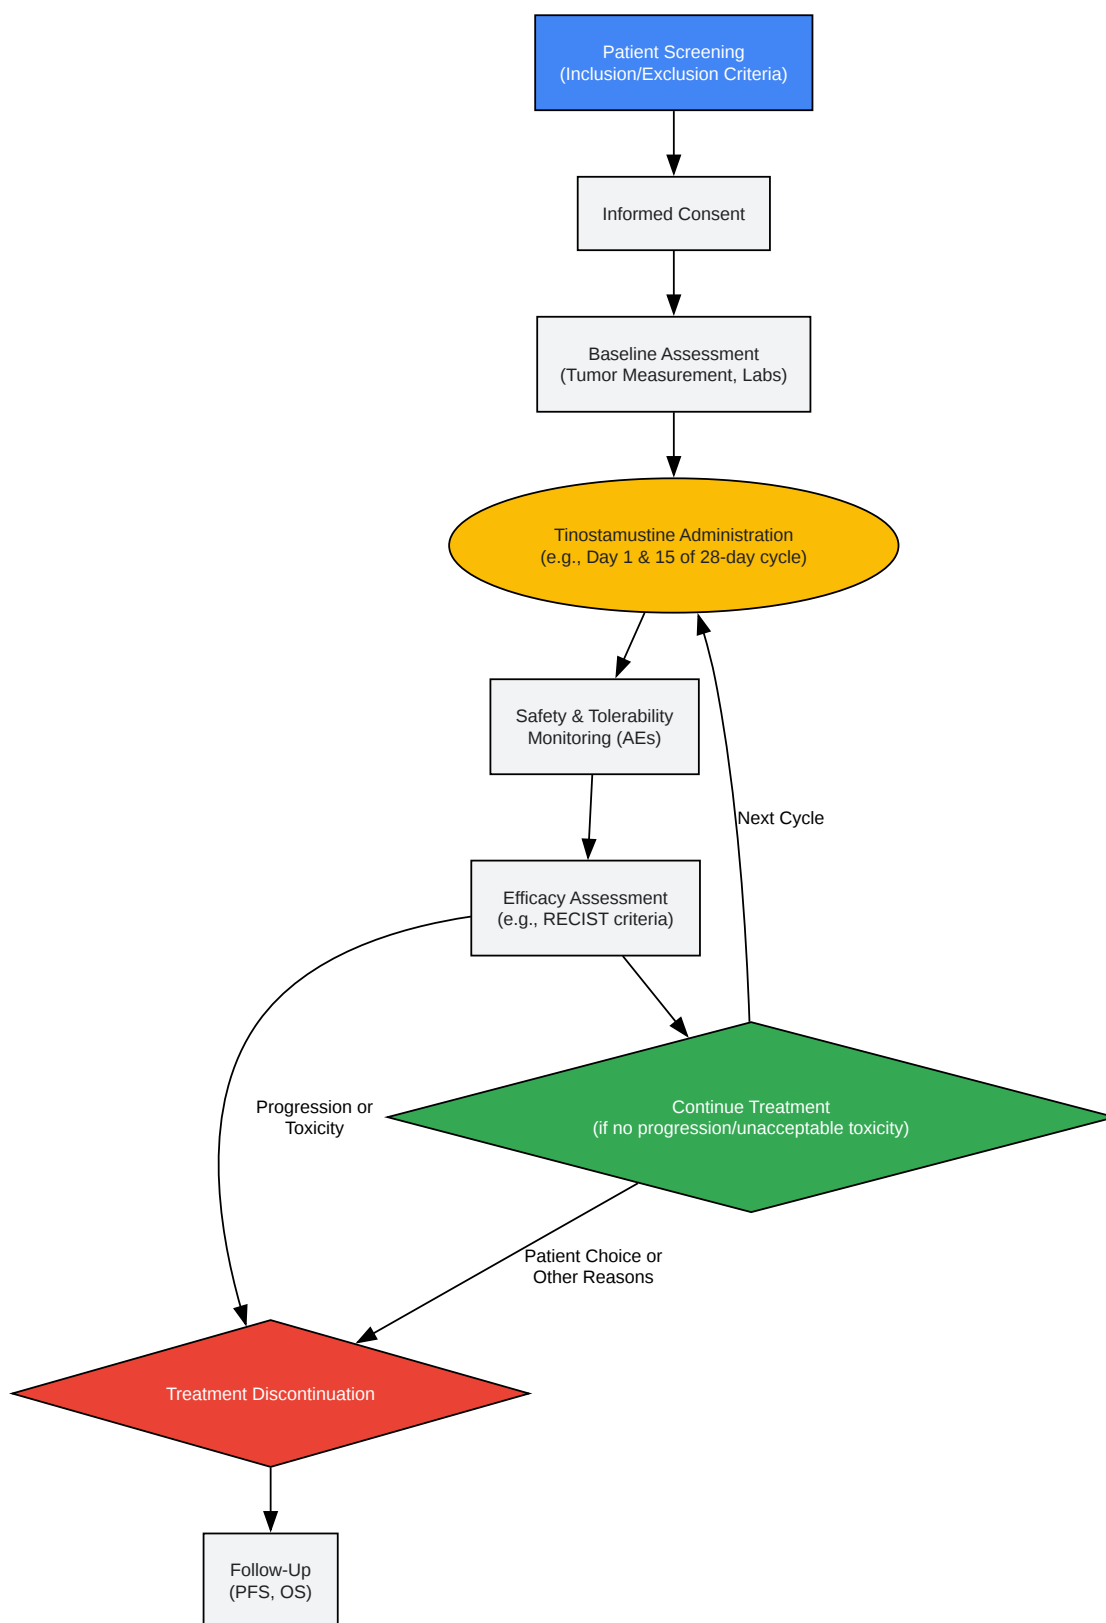 Patient Screening
(Inclusion/Exclusion Criteria)
Informed Consent
Baseline Assessment
(Tumor Measurement, Labs)
Tinostamustine Administration
(e.g., Day 1 & 15 of 28-day cycle)
Safety & Tolerability
Monitoring (AEs)
Next Cycle
Efficacy Assessment
(e.g., RECIST criteria)
Progression or
Toxicity
Continue Treatment
(if no progression/unacceptable toxicity)
Patient Choice or
Other Reasons
Treatment Discontinuation
Follow-Up
(PFS, OS)